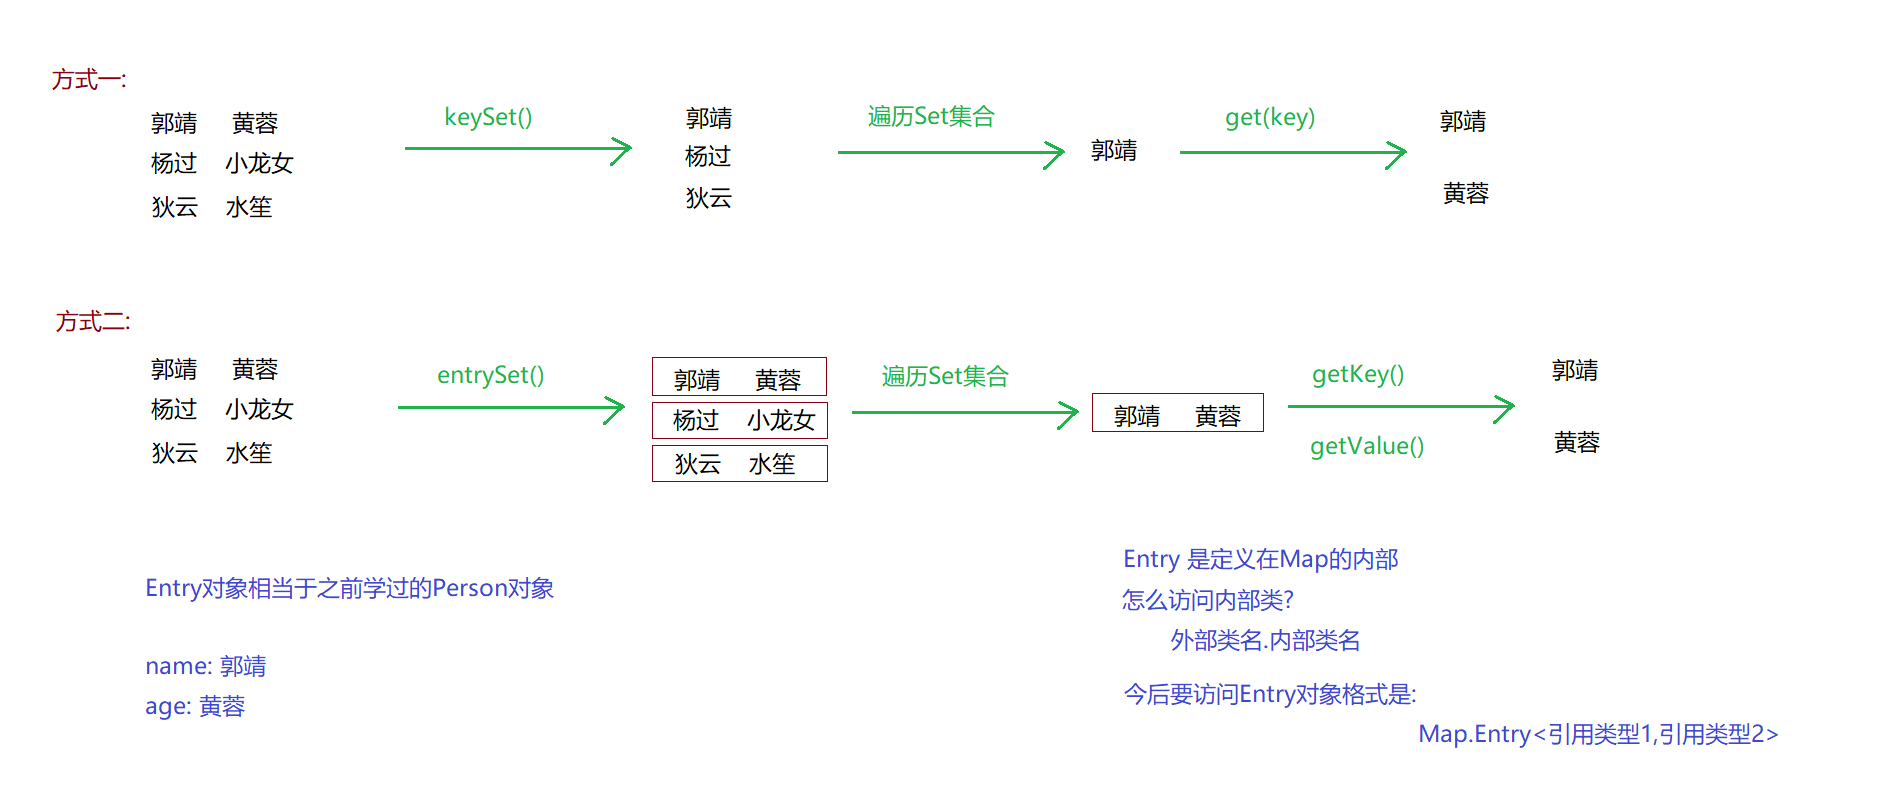 方式一:
郭靖 黄蓉 keySet() 郭靖 遍历Set集合 get(key) 郭靖
杨过 小龙女 杨过 郭靖
狄云 水笙 狄云 黄蓉
方式二:
郭靖 黄蓉 entrySet() 郭靖 黄蓉 遍历Set集合 getKey() 郭靖
杨过 小龙女 杨过 小龙女 郭靖 黄蓉
狄云 水笙 狄云 水笙 getValue() 黄蓉
Entry对象相当于之前学过的Person对象
name: 郭靖
age: 黄蓉
Entry 是定义在Map的内部
怎么访问内部类?
外部类名.内部类名
今后要访问Entry对象格式是:
Map.Entry<引用类型1,引用类型2>